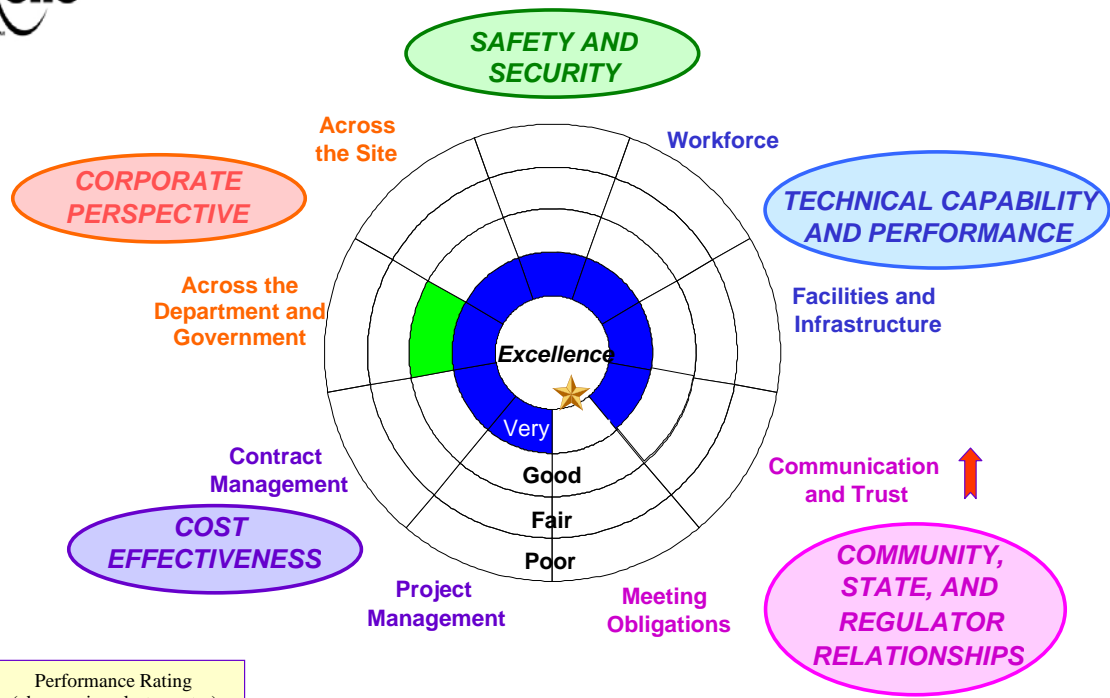 SAFETY AND
SECURITY
Across
the Site
Workforce
CORPORATE
PERSPECTIVE
TECHNICAL CAPABILITY
AND PERFORMANCE
Across the
Department and
Government
Facilities and
Infrastructure
Excellence
Very
Good
Fair
Poor
Contract
Management
Communication
and Trust
COST
EFFECTIVENESS
Project
Management
Meeting
Obligations
COMMUNITY,
STATE, AND
REGULATOR
RELATIONSHIPS
Performance Rating